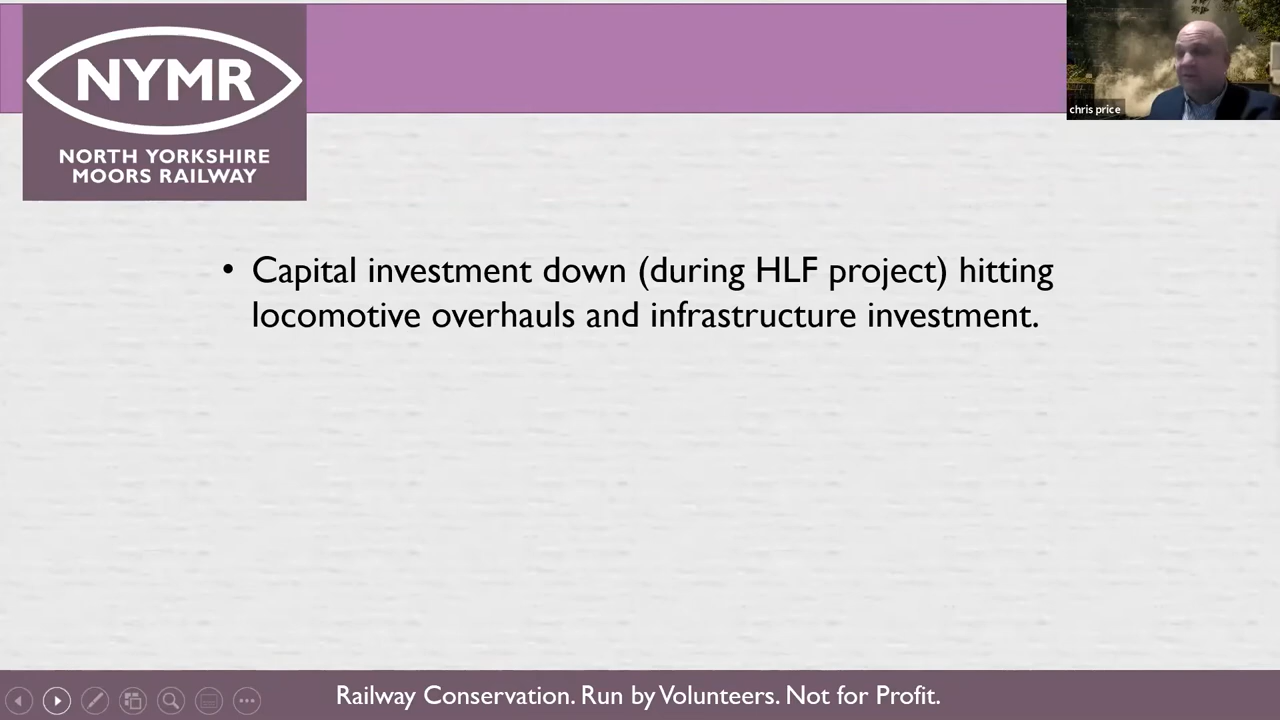 NYMR
NORTH YORKSHIRE
MOORS RAILWAY
chris price
• Capital investment down (during HLF project) hitting
locomotive overhauls and infrastructure investment.
Railway Conservation. Run by Volunteers. Not for Profit.